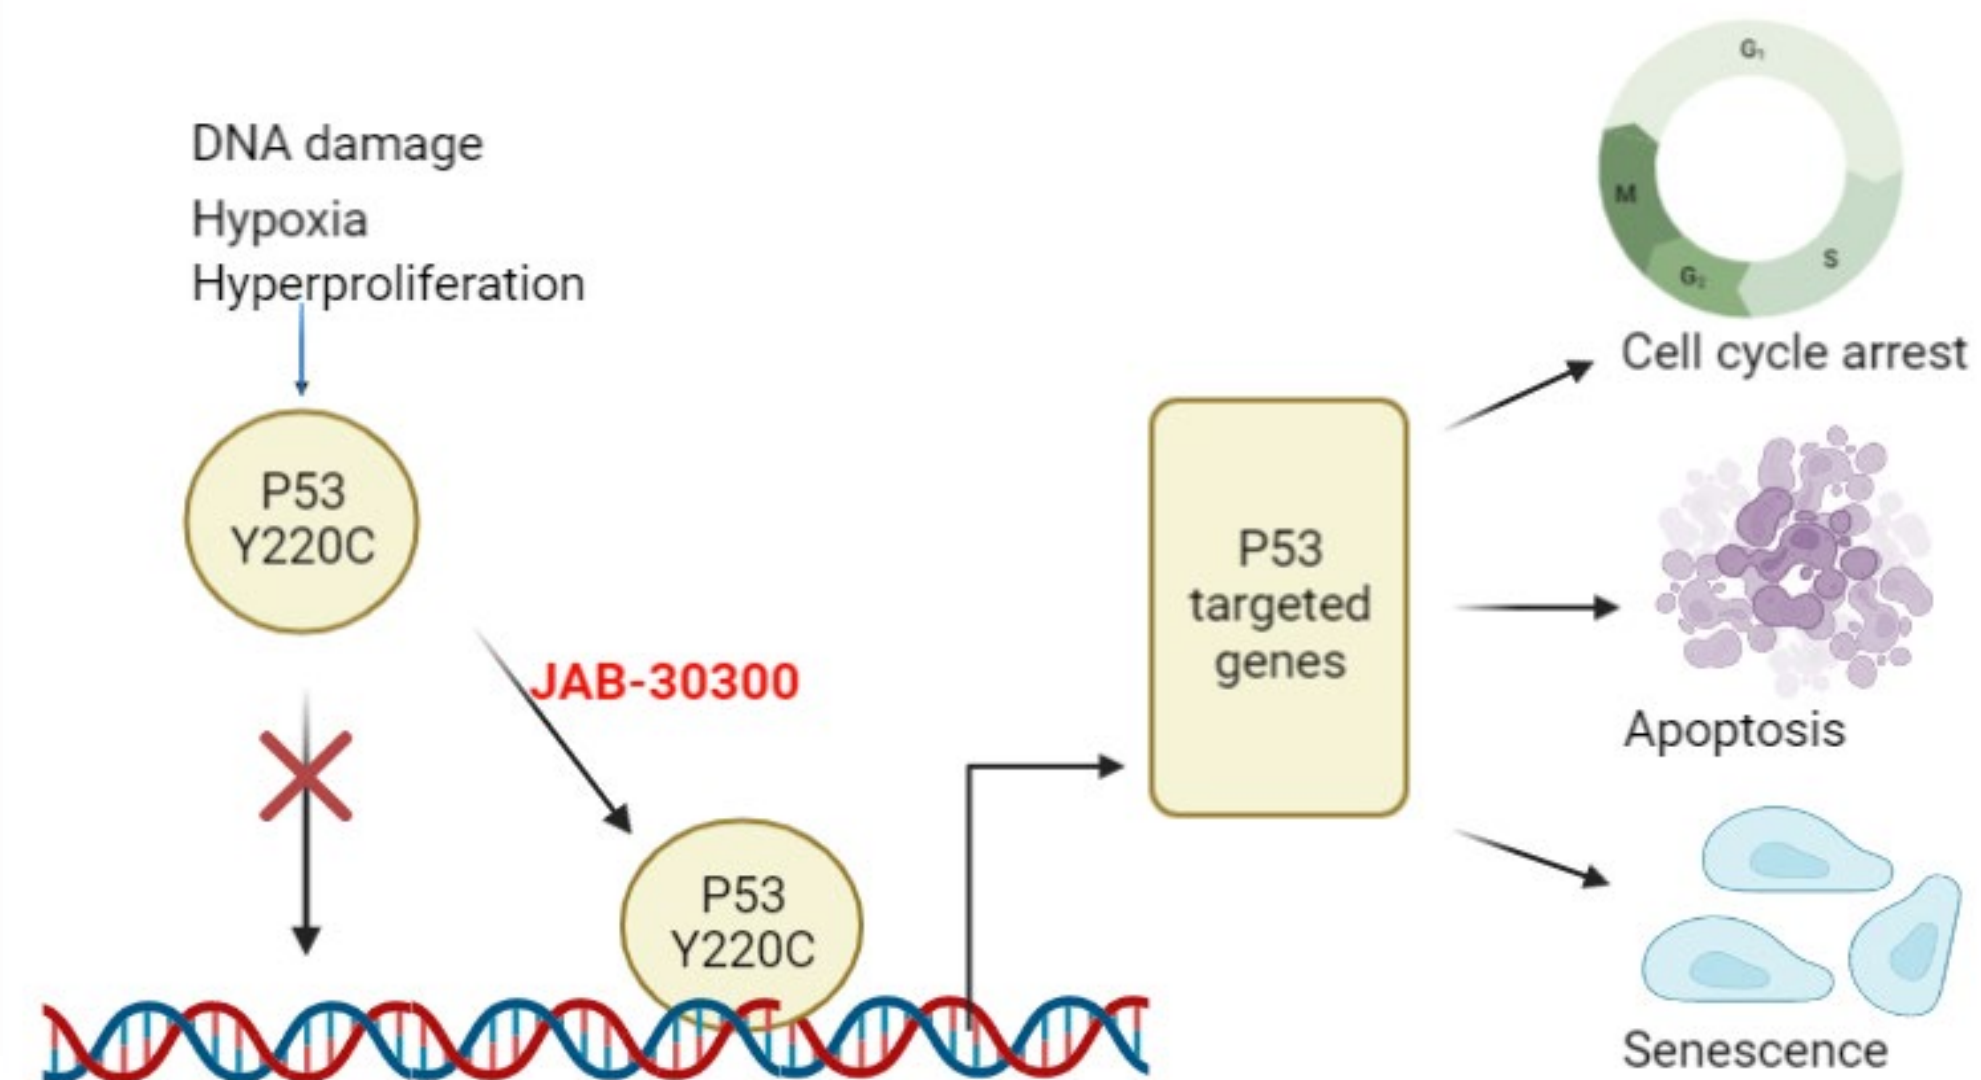 DNA damage
Hypoxia
Hyperproliferation
P53
Y220C
JAB-30300
P53
Y220C
P53
targeted
genes
G₁
M
S
G₂
Cell cycle arrest
Apoptosis
Senescence